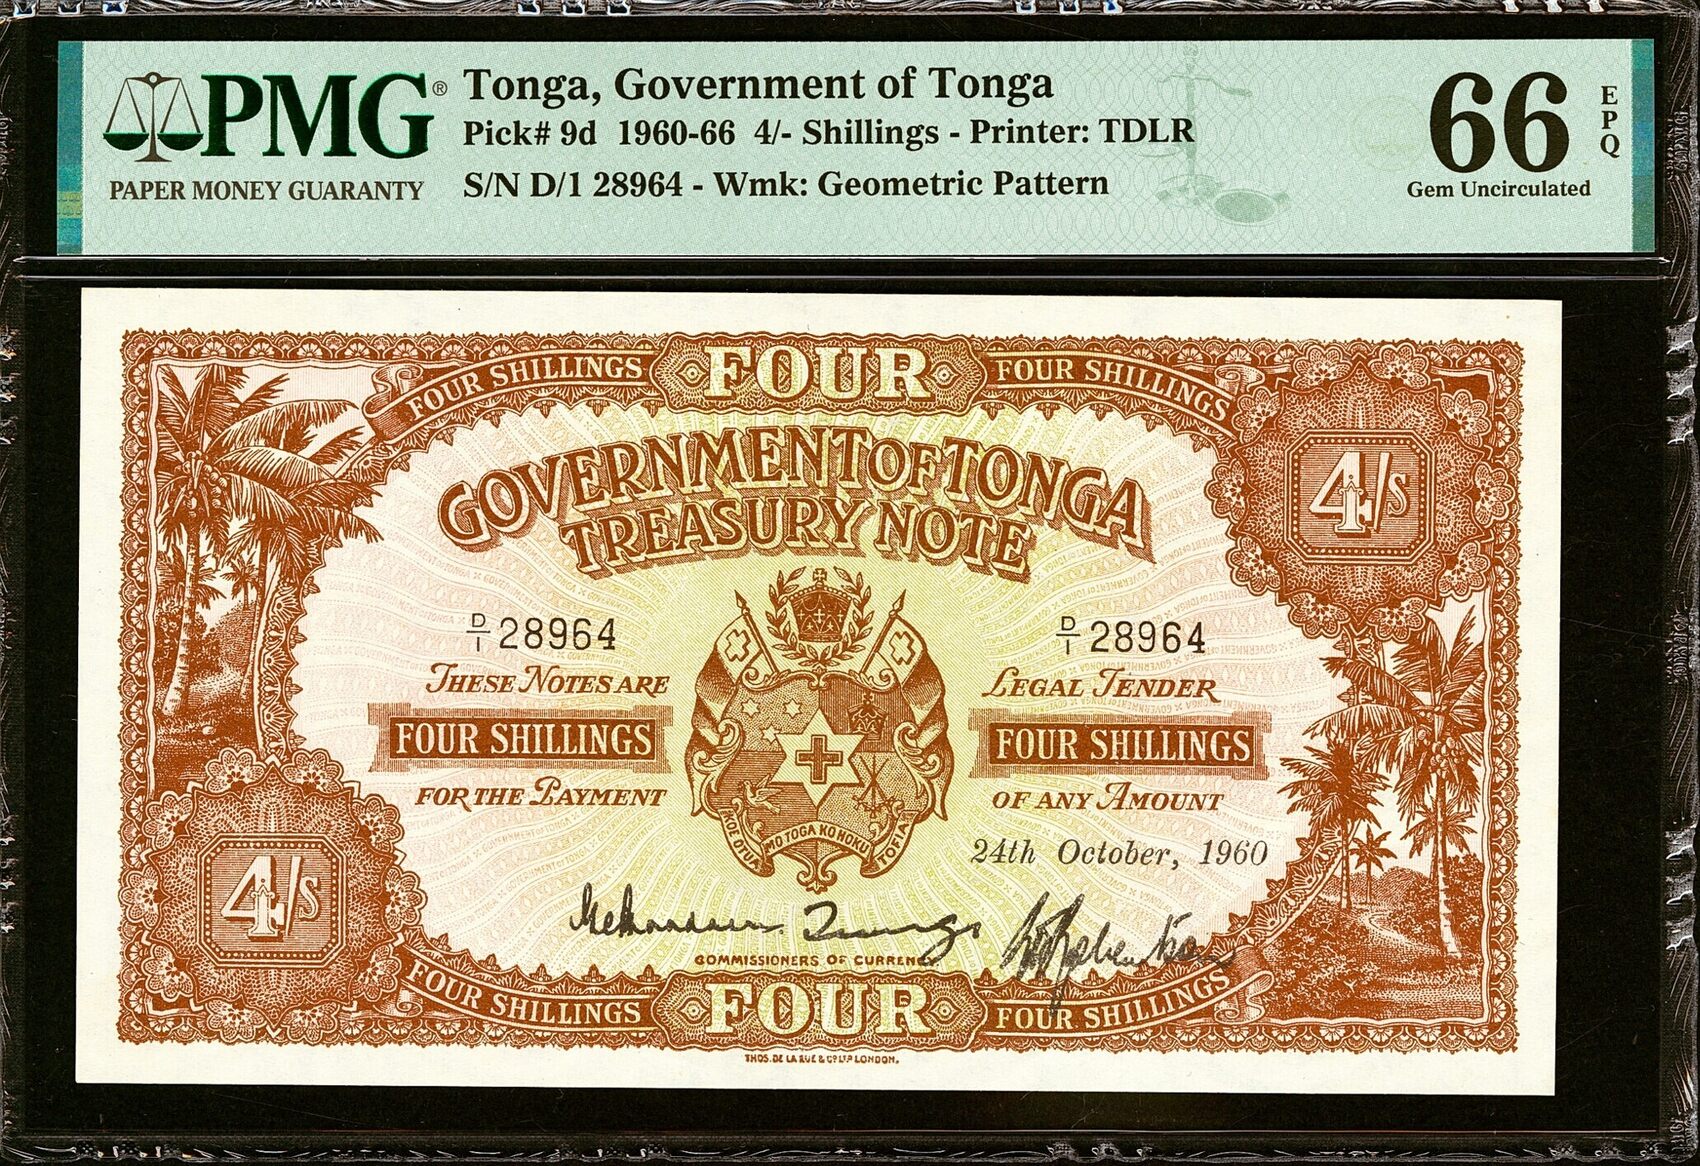 PMG®
PAPER MONEY GUARANTY
Tonga, Government of Tonga
Pick# 9d 1960-66 4/- Shillings - Printer: TDLR
S/N D/1 28964 - Wmk: Geometric Pattern
66
EPQ
Gem Uncirculated
FOUR SHILLINGS
FOUR
FOUR SHILLINGS
GOVERNMENT OF TONGA
TREASURY NOTE
4/s
D/1 28964
D/1 28964
THESE NOTES ARE
LEGAL TENDER
FOUR SHILLINGS
FOUR SHILLINGS
FOR THE PAYMENT
OF ANY AMOUNT
KOE OTUA
MO TOGA KO HOKU
TOFIA
24th October, 1960
4/s
COMMISSIONERS OF CURRENCY
FOUR SHILLINGS
FOUR
FOUR SHILLINGS
THOS. DE LA RUE & Cº LTD LONDON.